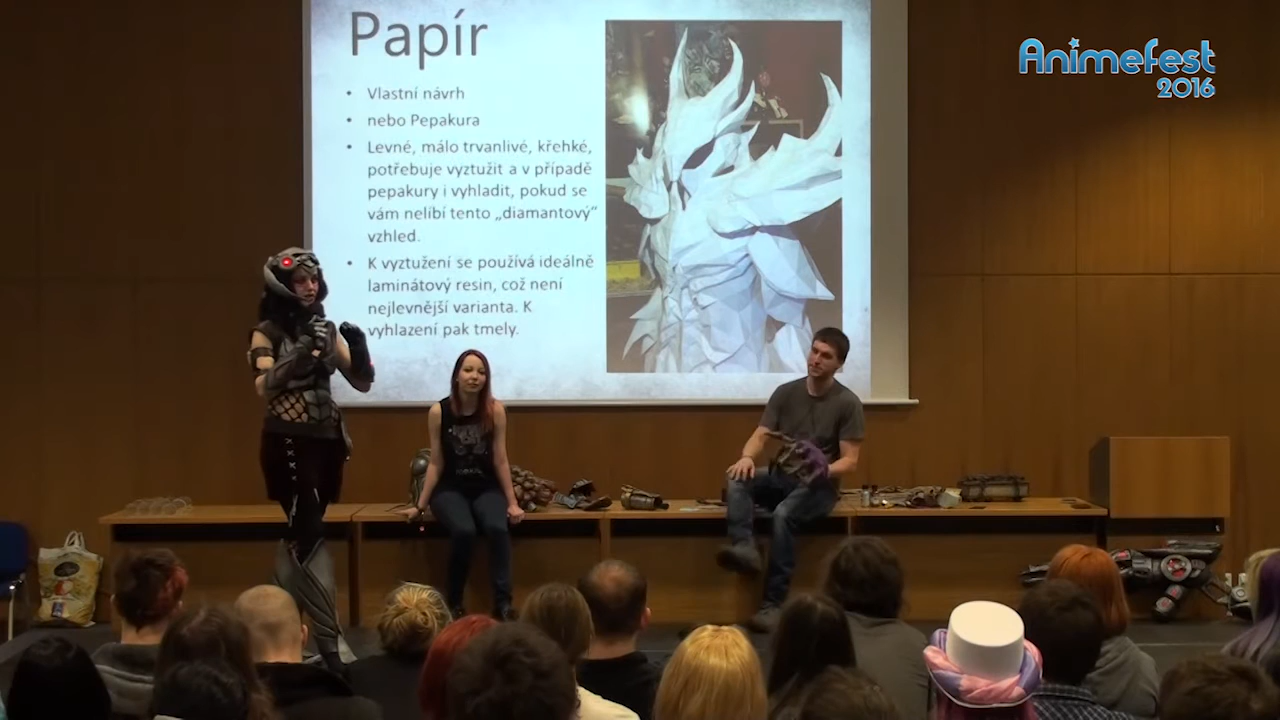 Papír
AnimeFest
2016
• Vlastní návrh
• nebo Pepakura
• Levné, málo trvanlivé, křehké,
potřebuje vyztužit a v případě
pepakury i vyhladit, pokud se
vám nelíbí tento „diamantový“
vzhled.
• K vyztužení se používá ideálně
laminátový resin, což není
nejlevnější varianta. K
vyhlazení pak tmely.